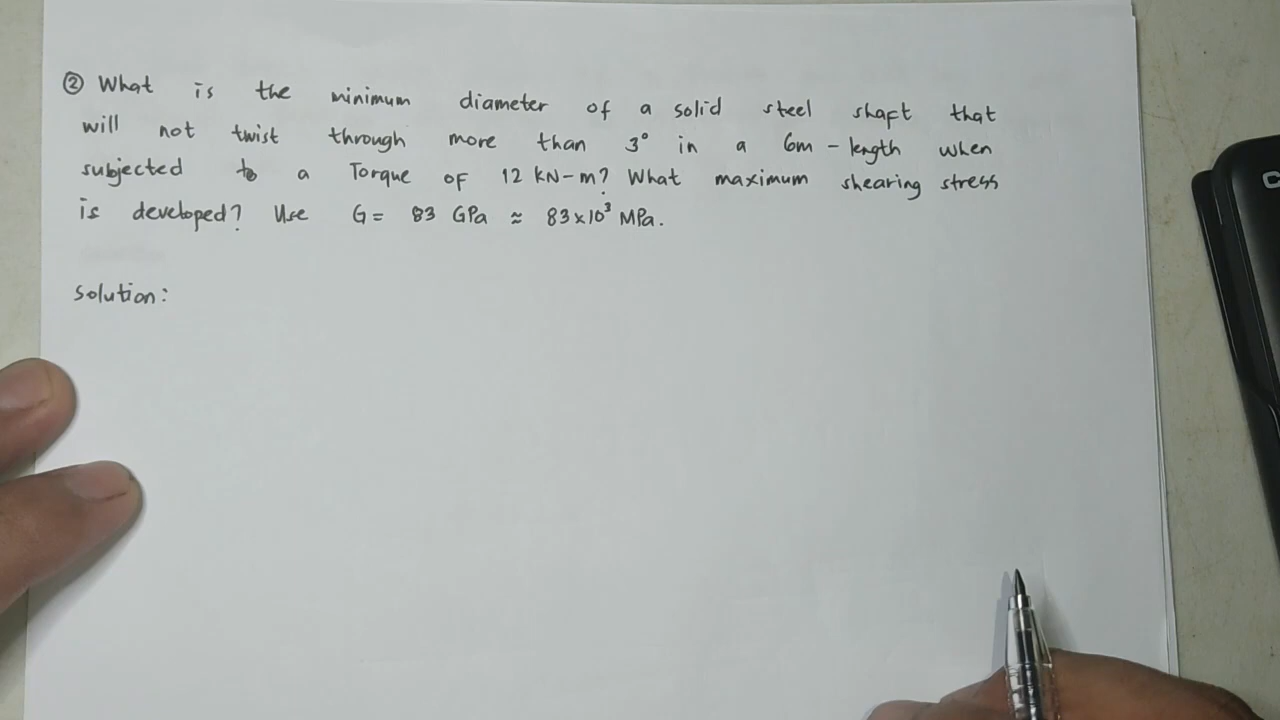 ② What is the minimum diameter of a solid steel shaft that
will not twist through more than 3° in a 6m - length when
subjected to a Torque of 12 kN-m? What maximum shearing stress
is developed? Use G = 83 GPa ≈ 83x10³ MPa.
Solution: